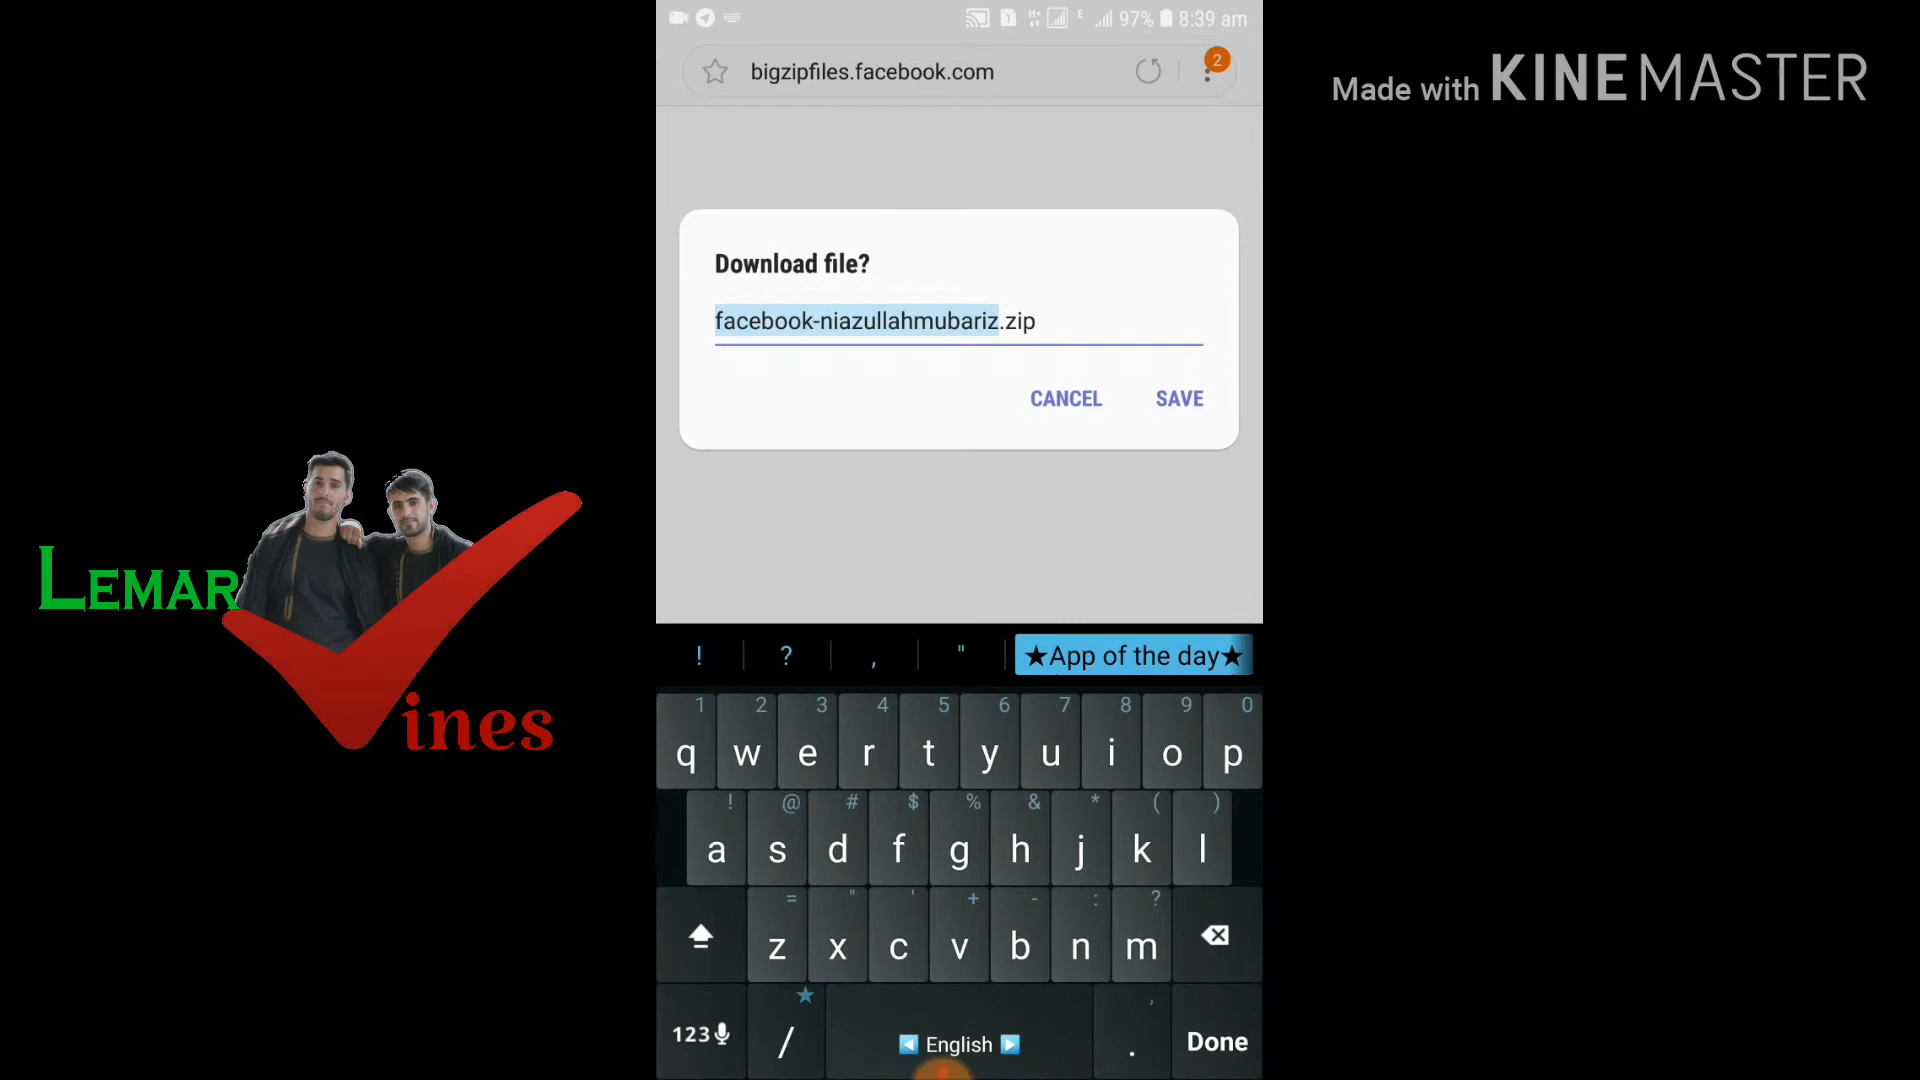 H+ E 97% 8:39 am
bigzipfiles.facebook.com 2
Made with KINEMASTER
Download file?
facebook-niazullahmubariz.zip
CANCEL SAVE
LEMAR
Vines
! ? , " ★App of the day★
1 2 3 4 5 6 7 8 9 0
q w e r t y u i o p
! @ # $ % & * ( )
a s d f g h j k l
= " ' + - : ?
z x c v b n m
123 / ◀ English ▶ , . Done